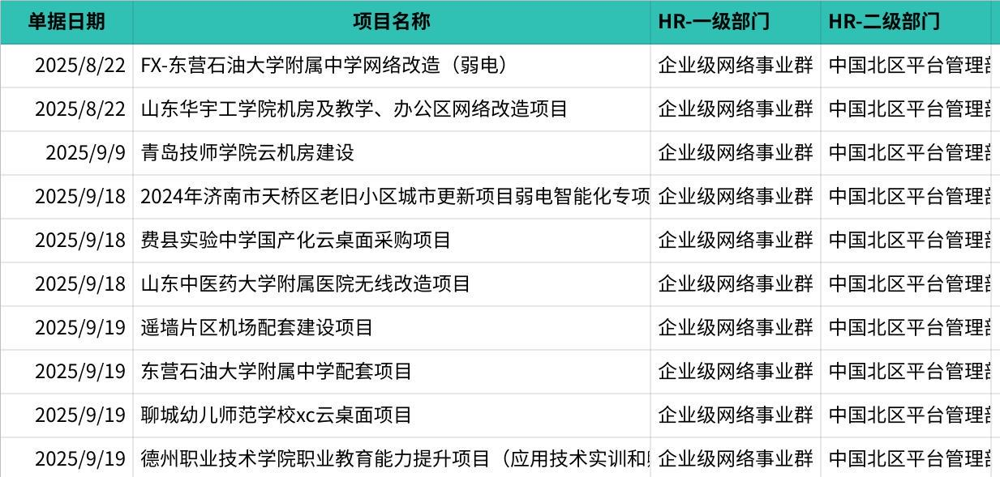 单据日期 项目名称 HR-一级部门 HR-二级部门
2025/8/22 FX-东营石油大学附属中学网络改造（弱电） 企业级网络事业群 中国北区平台管理部
2025/8/22 山东华宇工学院机房及教学、办公区网络改造项目 企业级网络事业群 中国北区平台管理部
2025/9/9 青岛技师学院云机房建设 企业级网络事业群 中国北区平台管理部
2025/9/18 2024年济南市天桥区老旧小区城市更新项目弱电智能化专项 企业级网络事业群 中国北区平台管理部
2025/9/18 费县实验中学国产化云桌面采购项目 企业级网络事业群 中国北区平台管理部
2025/9/18 山东中医药大学附属医院无线改造项目 企业级网络事业群 中国北区平台管理部
2025/9/19 遥墙片区机场配套建设项目 企业级网络事业群 中国北区平台管理部
2025/9/19 东营石油大学附属中学配套项目 企业级网络事业群 中国北区平台管理部
2025/9/19 聊城幼儿师范学校xc云桌面项目 企业级网络事业群 中国北区平台管理部
2025/9/19 德州职业技术学院职业教育能力提升项目（应用技术实训和 企业级网络事业群 中国北区平台管理部